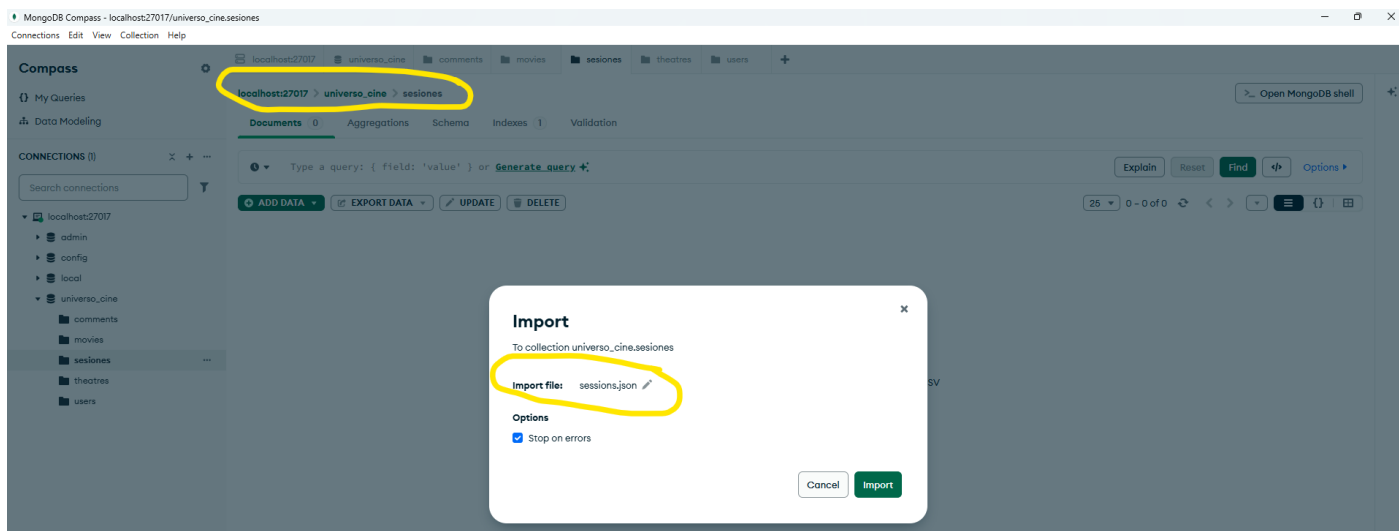 MongoDB Compass - localhost:27017/universo_cine.sesiones
Connections Edit View Collection Help
Compass
My Queries
Data Modeling
CONNECTIONS (1)
Search connections
localhost:27017
admin
config
local
universo_cine
comments
movies
sesiones
theatres
users
localhost:27017 universo_cine comments movies sesiones theatres users
localhost:27017 > universo_cine > sesiones
>_ Open MongoDB shell
Documents 0 Aggregations Schema Indexes 1 Validation
Type a query: { field: 'value' } or Generate query
Explain Reset Find </> Options
ADD DATA EXPORT DATA UPDATE DELETE
25 0 – 0 of 0 {}
SV
Import
To collection universo_cine.sesiones
Import file: sessions.json
Options
Stop on errors
Cancel Import